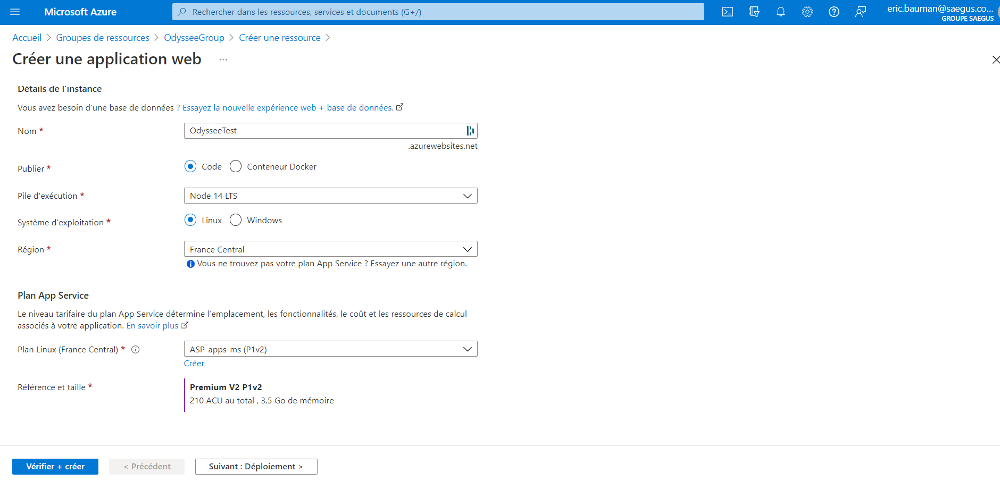 Microsoft Azure
Rechercher dans les ressources, services et documents (G+/)
eric.bauman@saegus.co...
GROUPE SAEGUS
Accueil > Groupes de ressources > OdysseeGroup > Créer une ressource >
Créer une application web ...
Détails de l'instance
Vous avez besoin d'une base de données ? Essayez la nouvelle expérience web + base de données.
Nom * OdysseeTest
.azurewebsites.net
Publier * Code Conteneur Docker
Pile d'exécution * Node 14 LTS
Système d'exploitation * Linux Windows
Région * France Central
Vous ne trouvez pas votre plan App Service ? Essayez une autre région.
Plan App Service
Le niveau tarifaire du plan App Service détermine l'emplacement, les fonctionnalités, le coût et les ressources de calcul
associés à votre application. En savoir plus
Plan Linux (France Central) * ASP-apps-ms (P1v2)
Créer
Référence et taille * Premium V2 P1v2
210 ACU au total , 3.5 Go de mémoire
Vérifier + créer < Précédent Suivant : Déploiement >